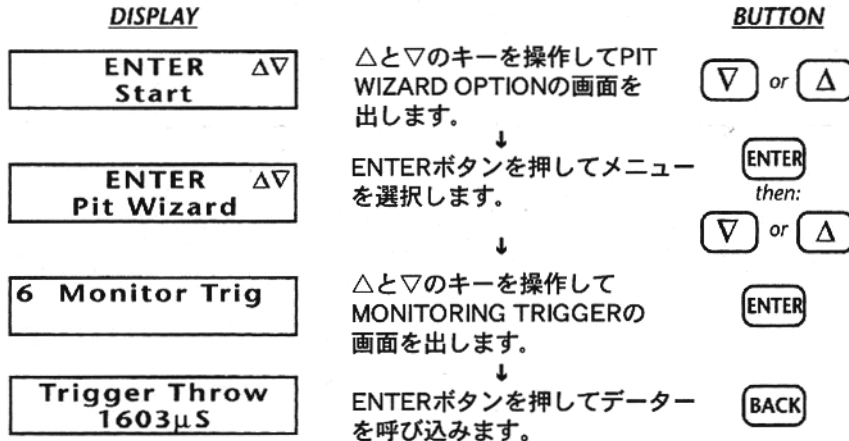 DISPLAY
BUTTON
ENTER △▽
Start
△と▽のキーを操作してPIT
WIZARD OPTIONの画面を
出します。
▽ or △
↓
ENTER △▽
Pit Wizard
ENTERボタンを押してメニュー
を選択します。
ENTER
then:
▽ or △
↓
6 Monitor Trig
△と▽のキーを操作して
MONITORING TRIGGERの
画面を出します。
ENTER
↓
Trigger Throw
1603µS
ENTERボタンを押してデーター
を呼び込みます。
BACK